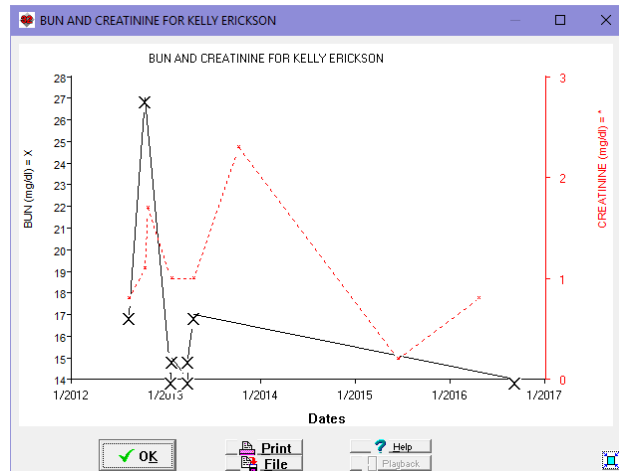 BUN AND CREATININE FOR KELLY ERICKSON
BUN AND CREATININE FOR KELLY ERICKSON
28
27
26
25
24
23
22
21
20
19
18
17
16
15
14
BUN (mg/dl) = X
3
2
1
0
CREATININE (mg/dl) = *
1/2012 1/2013 1/2014 1/2015 1/2016 1/2017
Dates
OK
Print
File
Help
Playback